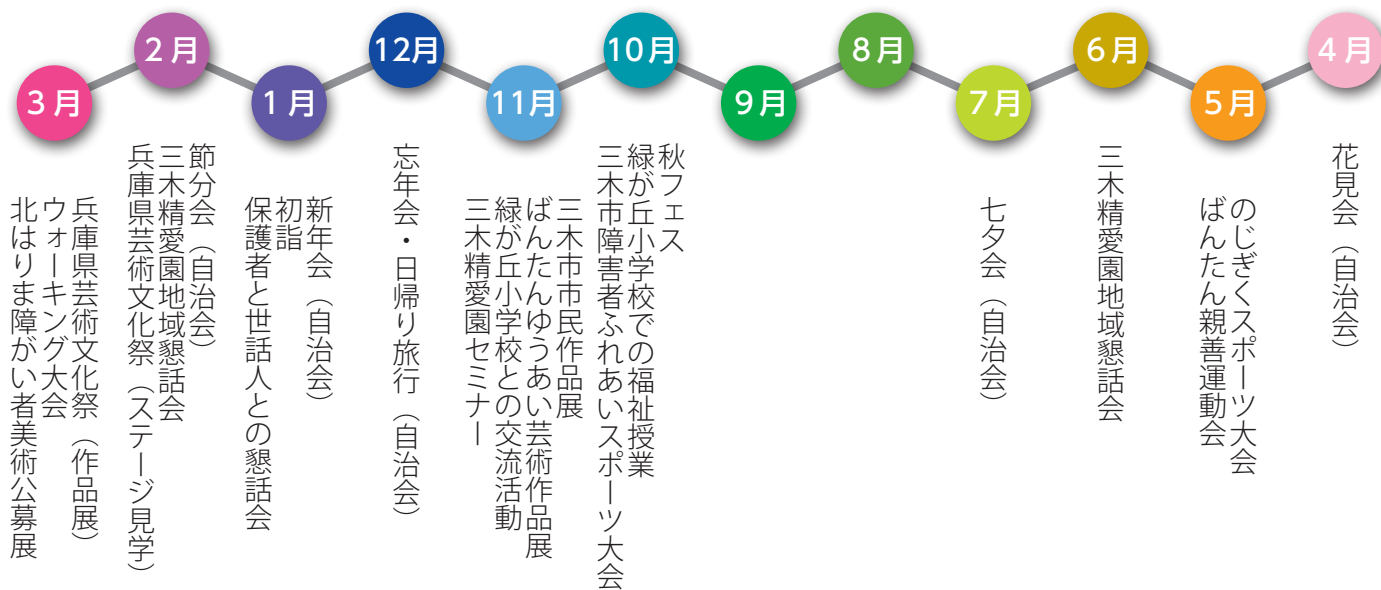 4月
花見会（自治会）
5月
のじぎくスポーツ大会
ばんたん親善運動会
6月
三木精愛園地域懇話会
7月
七夕会（自治会）
8月
9月
10月
秋フェス
緑が丘小学校での福祉授業
三木市障害者ふれあいスポーツ大会
11月
三木市市民作品展
ばんたんゆうあい芸術作品展
緑が丘小学校との交流活動
三木精愛園セミナー
12月
忘年会・日帰り旅行（自治会）
1月
新年会（自治会）
初詣
保護者と世話人との懇話会
2月
節分会（自治会）
三木精愛園地域懇話会
兵庫県芸術文化祭（ステージ見学）
3月
兵庫県芸術文化祭（作品展）
ウォーキング大会
北はりま障がい者美術公募展